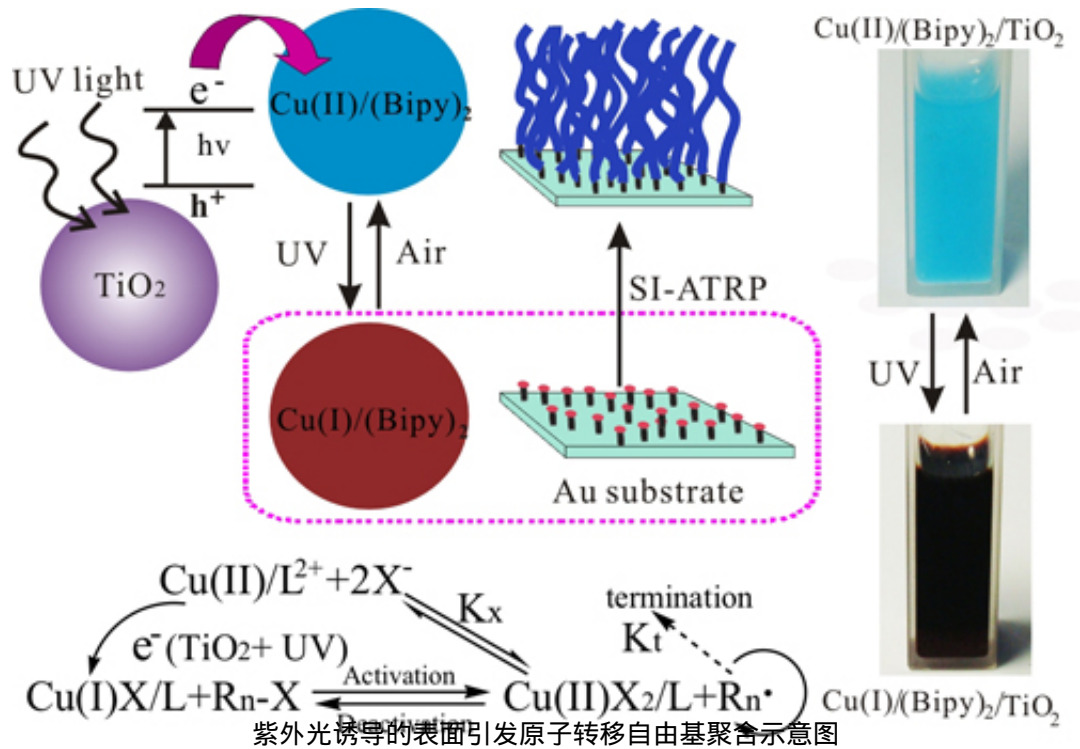 UV light
e⁻
hν
h⁺
TiO₂
Cu(II)/(Bipy)₂
UV
Air
Cu(I)/(Bipy)₂
SI-ATRP
Au substrate
Cu(II)/(Bipy)₂/TiO₂
UV
Air
Cu(I)/(Bipy)₂/TiO₂
Cu(II)/L²⁺+2X⁻
Kx
termination
Kt
e⁻(TiO₂+ UV)
Activation
Cu(I)X/L+Rn-X
Cu(II)X₂/L+Rn•
Deactivation
紫外光诱导的表面引发原子转移自由基聚合示意图